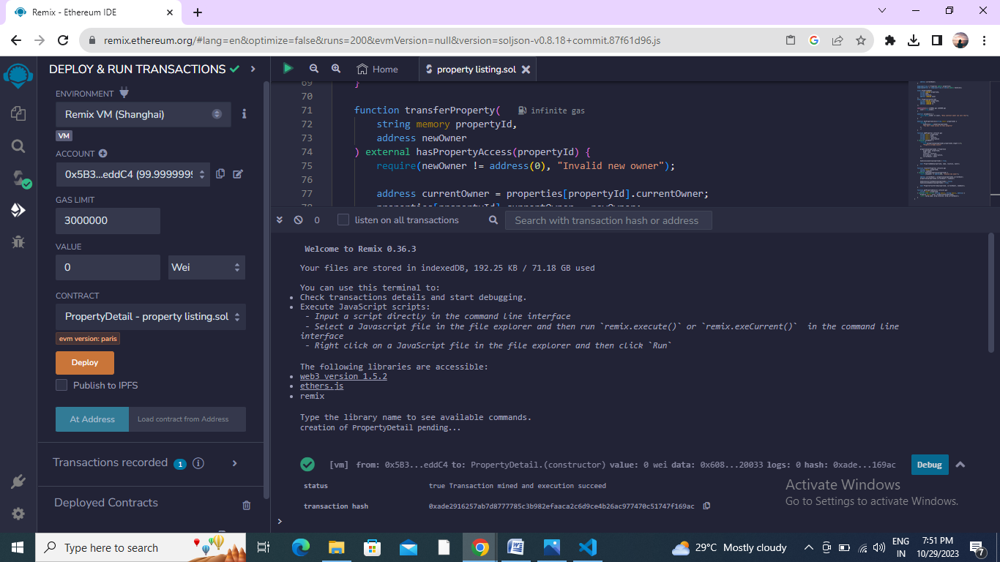 Remix - Ethereum IDE
remix.ethereum.org/#lang=en&optimize=false&runs=200&evmVersion=null&version=soljson-v0.8.18+commit.87f61d96.js
DEPLOY & RUN TRANSACTIONS
ENVIRONMENT
Remix VM (Shanghai)
VM
ACCOUNT
0x5B3...eddC4 (99.9999999
GAS LIMIT
3000000
VALUE
0
Wei
CONTRACT
PropertyDetail - property listing.sol
evm version: paris
Deploy
Publish to IPFS
At Address
Load contract from Address
Transactions recorded 1 i
Deployed Contracts
Home
property listing.sol
69 }
70
71 function transferProperty( infinite gas
72 string memory propertyId,
73 address newOwner
74 ) external hasPropertyAccess(propertyId) {
75 require(newOwner != address(0), "Invalid new owner");
76
77 address currentOwner = properties[propertyId].currentOwner;
0
listen on all transactions
Search with transaction hash or address
Welcome to Remix 0.36.3
Your files are stored in indexedDB, 192.25 KB / 71.18 GB used
You can use this terminal to:
• Check transactions details and start debugging.
• Execute JavaScript scripts:
- Input a script directly in the command line interface
- Select a Javascript file in the file explorer and then run `remix.execute()` or `remix.exeCurrent()` in the command line
interface
- Right click on a JavaScript file in the file explorer and then click `Run`
The following libraries are accessible:
• web3 version 1.5.2
• ethers.js
• remix
Type the library name to see available commands.
creation of PropertyDetail pending...
[vm] from: 0x5B3...eddC4 to: PropertyDetail.(constructor) value: 0 wei data: 0x608...20033 logs: 0 hash: 0xade...169ac
Debug
status true Transaction mined and execution succeed
transaction hash 0xade2916257ab7d8777785c3b982efaaca2c6d9ce4b26ac977470c51747f169ac
>
Activate Windows
Go to Settings to activate Windows.
Type here to search
29°C Mostly cloudy
ENG
IN
7:51 PM
10/29/2023
7